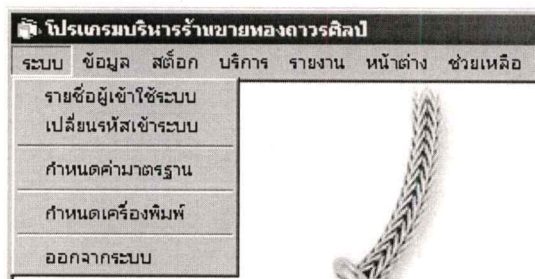 โปรแกรมบริหารร้านขายทองถาวรศิลป์
ระบบ ข้อมูล สต็อก บริการ รายงาน หน้าต่าง ช่วยเหลือ
รายชื่อผู้เข้าใช้ระบบ
เปลี่ยนรหัสเข้าระบบ
กำหนดค่ามาตรฐาน
กำหนดเครื่องพิมพ์
ออกจากระบบ